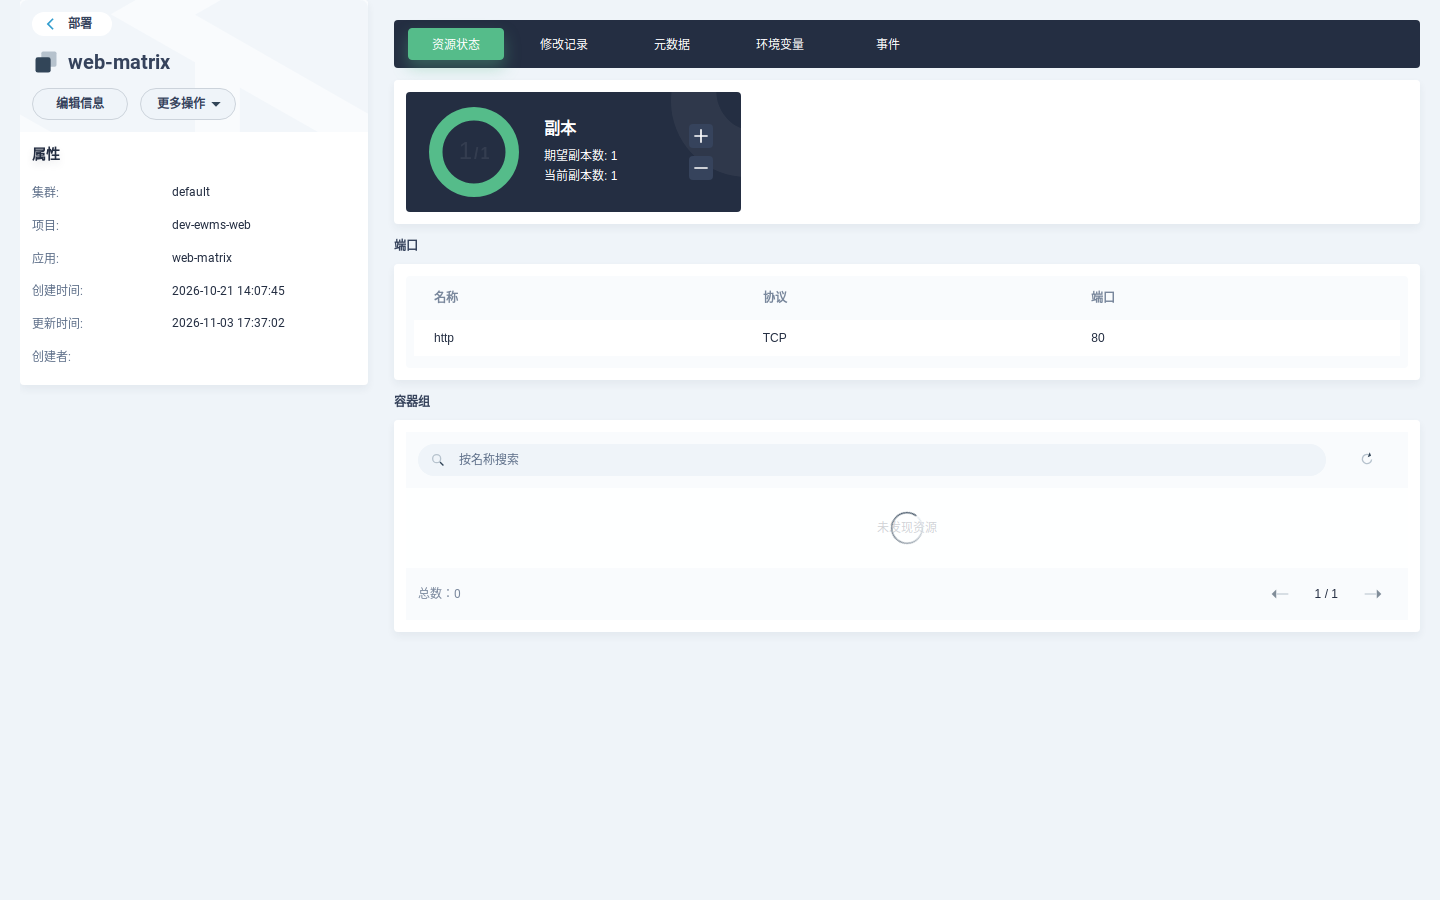 部署
web-matrix
编辑信息
更多操作
属性
集群:
default
项目:
dev-ewms-web
应用:
web-matrix
创建时间:
2026-10-21 14:07:45
更新时间:
2026-11-03 17:37:02
创建者:
资源状态
修改记录
元数据
环境变量
事件
1/1
副本
期望副本数: 1
当前副本数: 1
端口
名称 协议 端口
http TCP 80
容器组
按名称搜索
未发现资源
总数：0
1 / 1